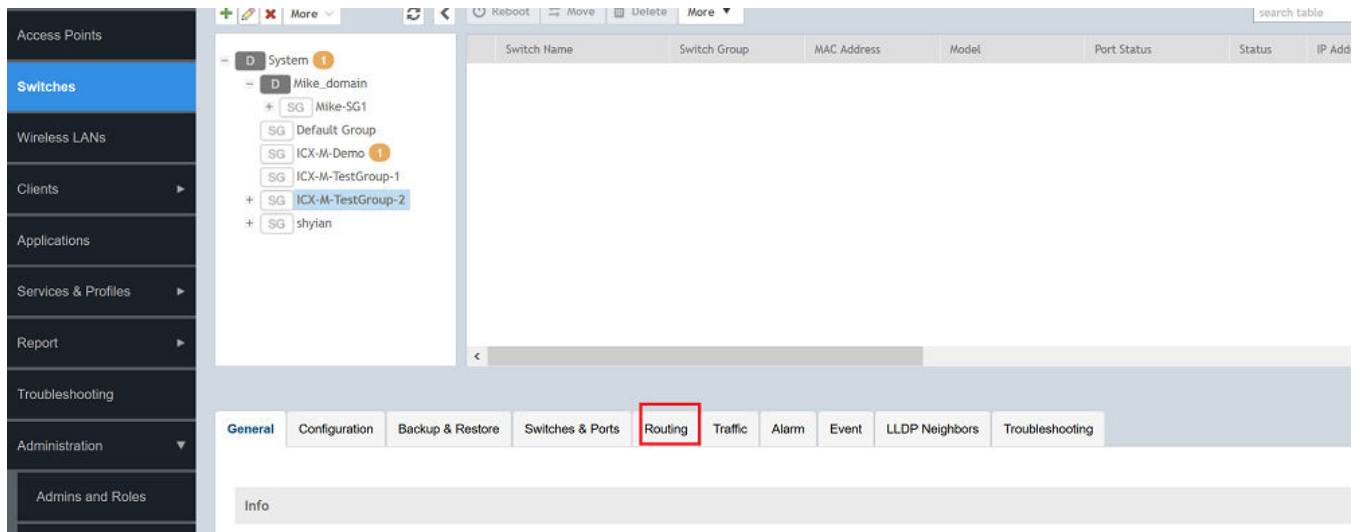 More
Reboot Move Delete More
search table
Access Points
Switches
Wireless LANs
Clients
Applications
Services & Profiles
Report
Troubleshooting
Administration
Admins and Roles
D System 1
D Mike_domain
SG Mike-SG1
SG Default Group
SG ICX-M-Demo 1
SG ICX-M-TestGroup-1
SG ICX-M-TestGroup-2
SG shyian
Switch Name Switch Group MAC Address Model Port Status Status IP Add
General Configuration Backup & Restore Switches & Ports Routing Traffic Alarm Event LLDP Neighbors Troubleshooting
Info